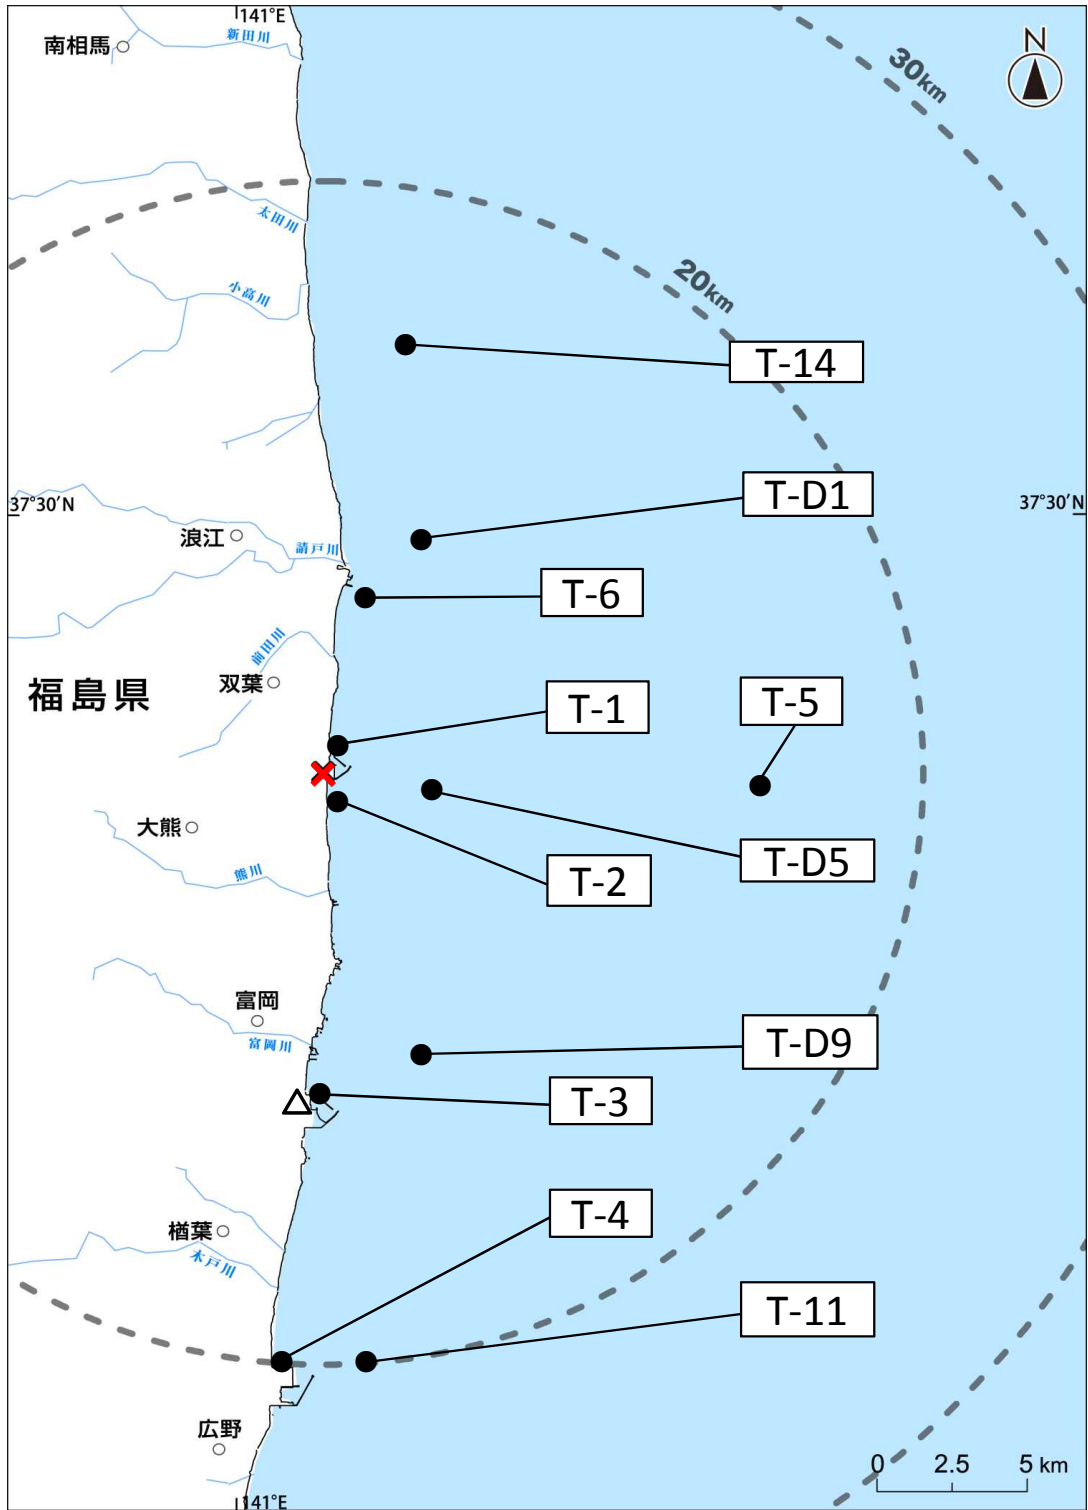 141°E
南相馬
新田川
N
30km
太田川
20km
小高川
T-14
37°30′N
37°30′N
T-D1
浪江
請戸川
T-6
前田川
双葉
福島県
T-1
T-5
大熊
T-D5
熊川
T-2
富岡
富岡川
T-D9
T-3
T-4
楢葉
木戸川
T-11
広野
0 2.5 5 km
141°E